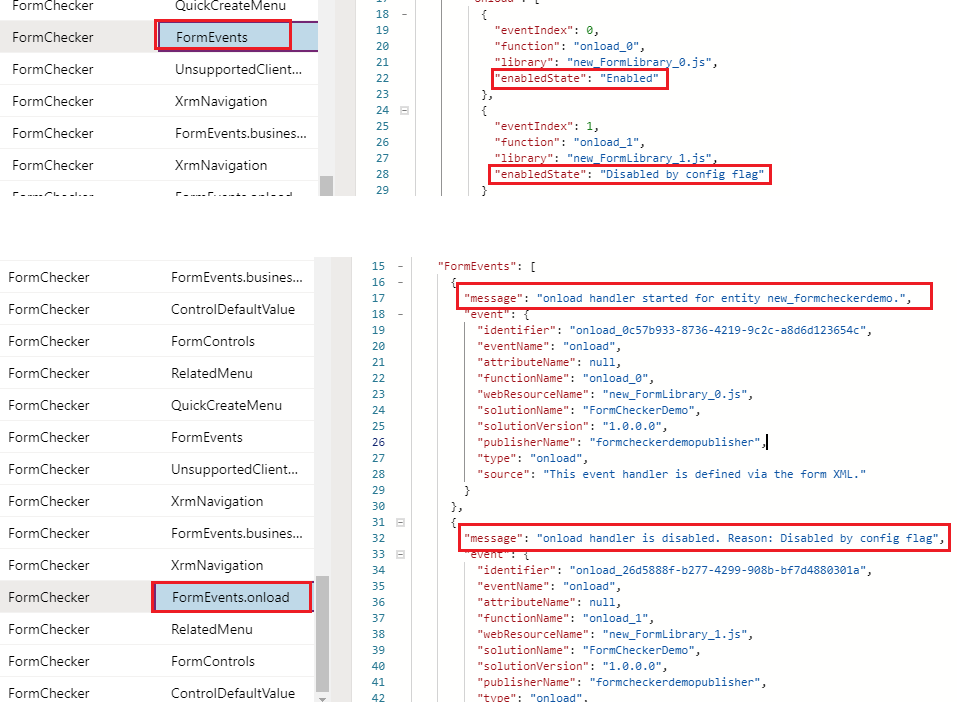 FormChecker QuickCreateMenu
FormChecker FormEvents
FormChecker UnsupportedClient...
FormChecker XrmNavigation
FormChecker FormEvents.busines...
FormChecker XrmNavigation
FormChecker FormEvents.onload
17 "onload": [
18 {
19 "eventIndex": 0,
20 "function": "onload_0",
21 "library": "new_FormLibrary_0.js",
22 "enabledState": "Enabled"
23 },
24 {
25 "eventIndex": 1,
26 "function": "onload_1",
27 "library": "new_FormLibrary_1.js",
28 "enabledState": "Disabled by config flag"
29 }
FormChecker FormEvents.busines...
FormChecker ControlDefaultValue
FormChecker FormControls
FormChecker RelatedMenu
FormChecker QuickCreateMenu
FormChecker FormEvents
FormChecker UnsupportedClient...
FormChecker XrmNavigation
FormChecker FormEvents.busines...
FormChecker XrmNavigation
FormChecker FormEvents.onload
FormChecker RelatedMenu
FormChecker FormControls
FormChecker ControlDefaultValue
15 "FormEvents": [
16 {
17 "message": "onload handler started for entity new_formcheckerdemo.",
18 "event": {
19 "identifier": "onload_0c57b933-8736-4219-9c2c-a8d6d123654c",
20 "eventName": "onload",
21 "attributeName": null,
22 "functionName": "onload_0",
23 "webResourceName": "new_FormLibrary_0.js",
24 "solutionName": "FormCheckerDemo",
25 "solutionVersion": "1.0.0.0",
26 "publisherName": "formcheckerdemopublisher",
27 "type": "onload",
28 "source": "This event handler is defined via the form XML."
29 }
30 },
31 {
32 "message": "onload handler is disabled. Reason: Disabled by config flag",
33 "event": {
34 "identifier": "onload_26d5888f-b277-4299-908b-bf7d4880301a",
35 "eventName": "onload",
36 "attributeName": null,
37 "functionName": "onload_1",
38 "webResourceName": "new_FormLibrary_1.js",
39 "solutionName": "FormCheckerDemo",
40 "solutionVersion": "1.0.0.0",
41 "publisherName": "formcheckerdemopublisher",
42 "type": "onload",